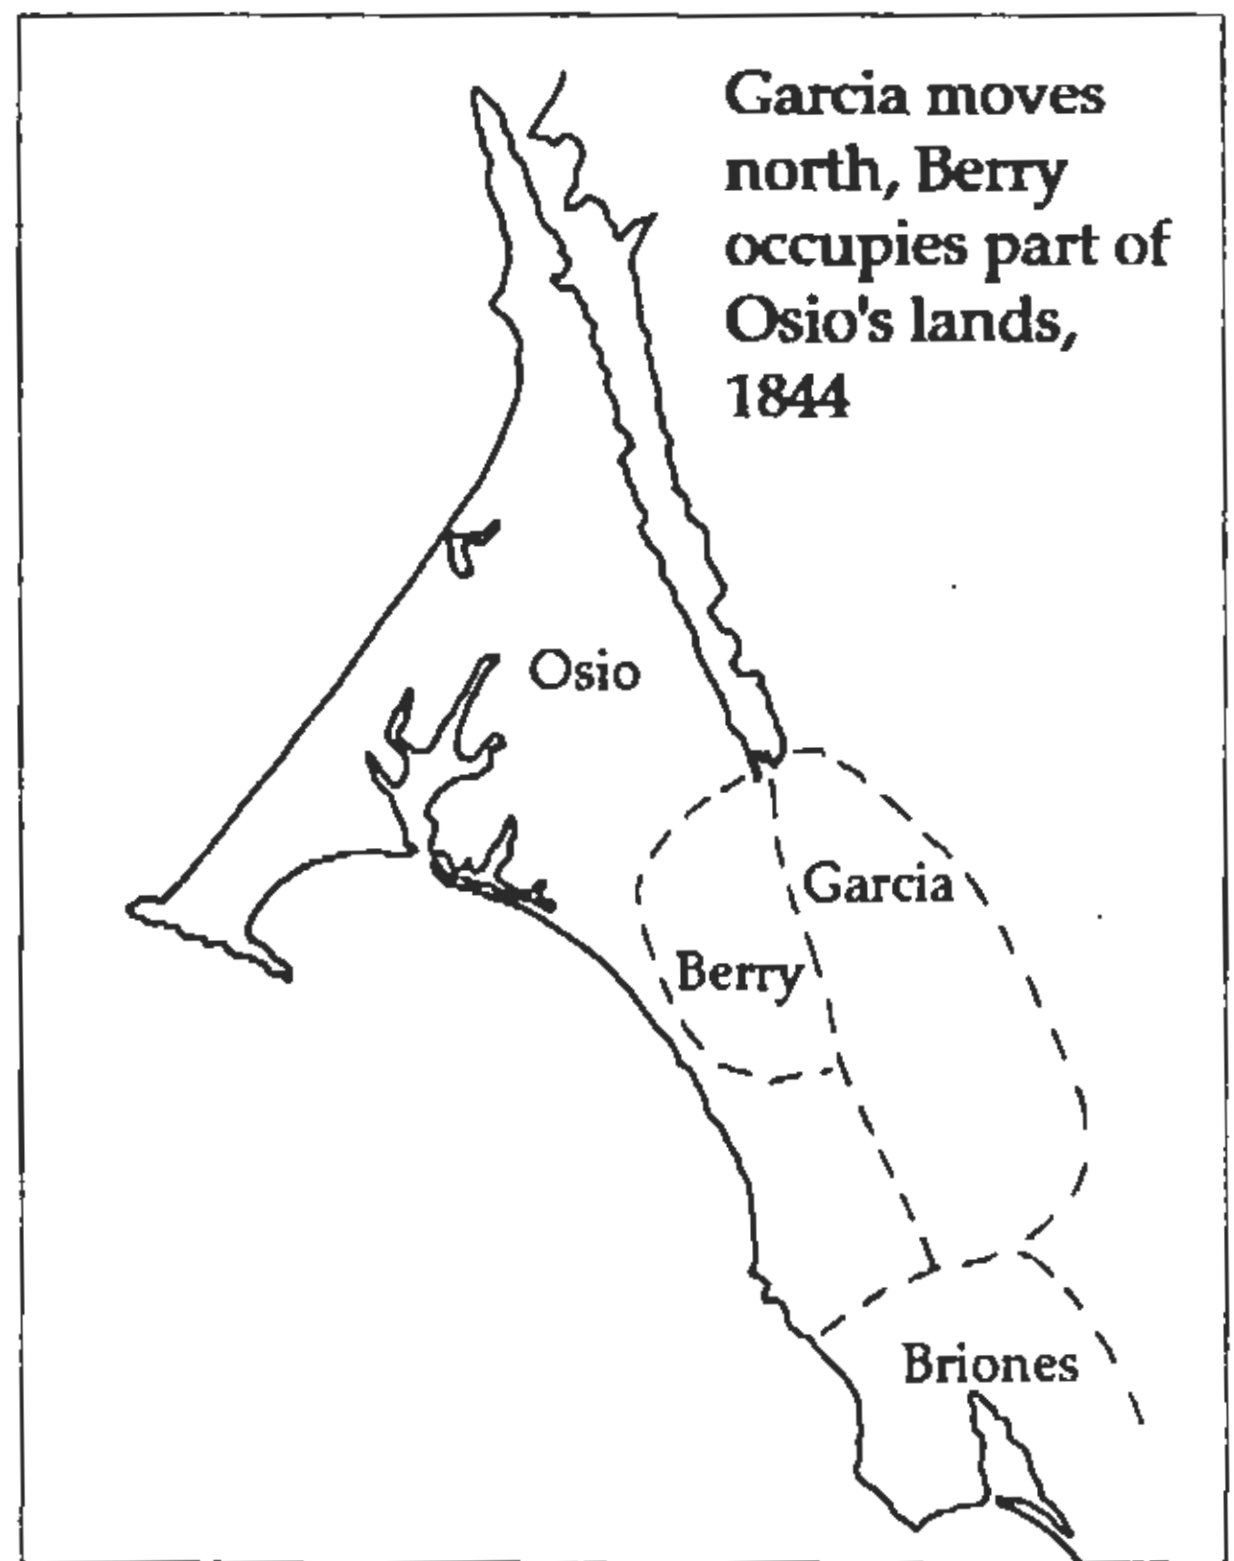 Garcia moves
north, Berry
occupies part of
Osio's lands,
1844
Osio
Garcia
Berry
Briones